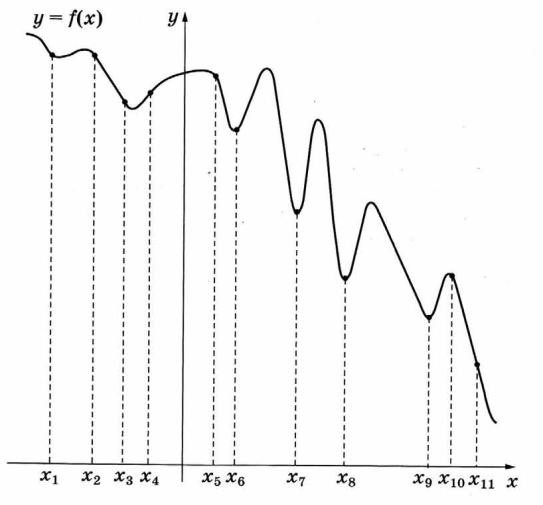 y = f(x)
y
x₁ x₂ x₃ x₄ x₅ x₆ x₇ x₈ x₉ x₁₀ x₁₁ x